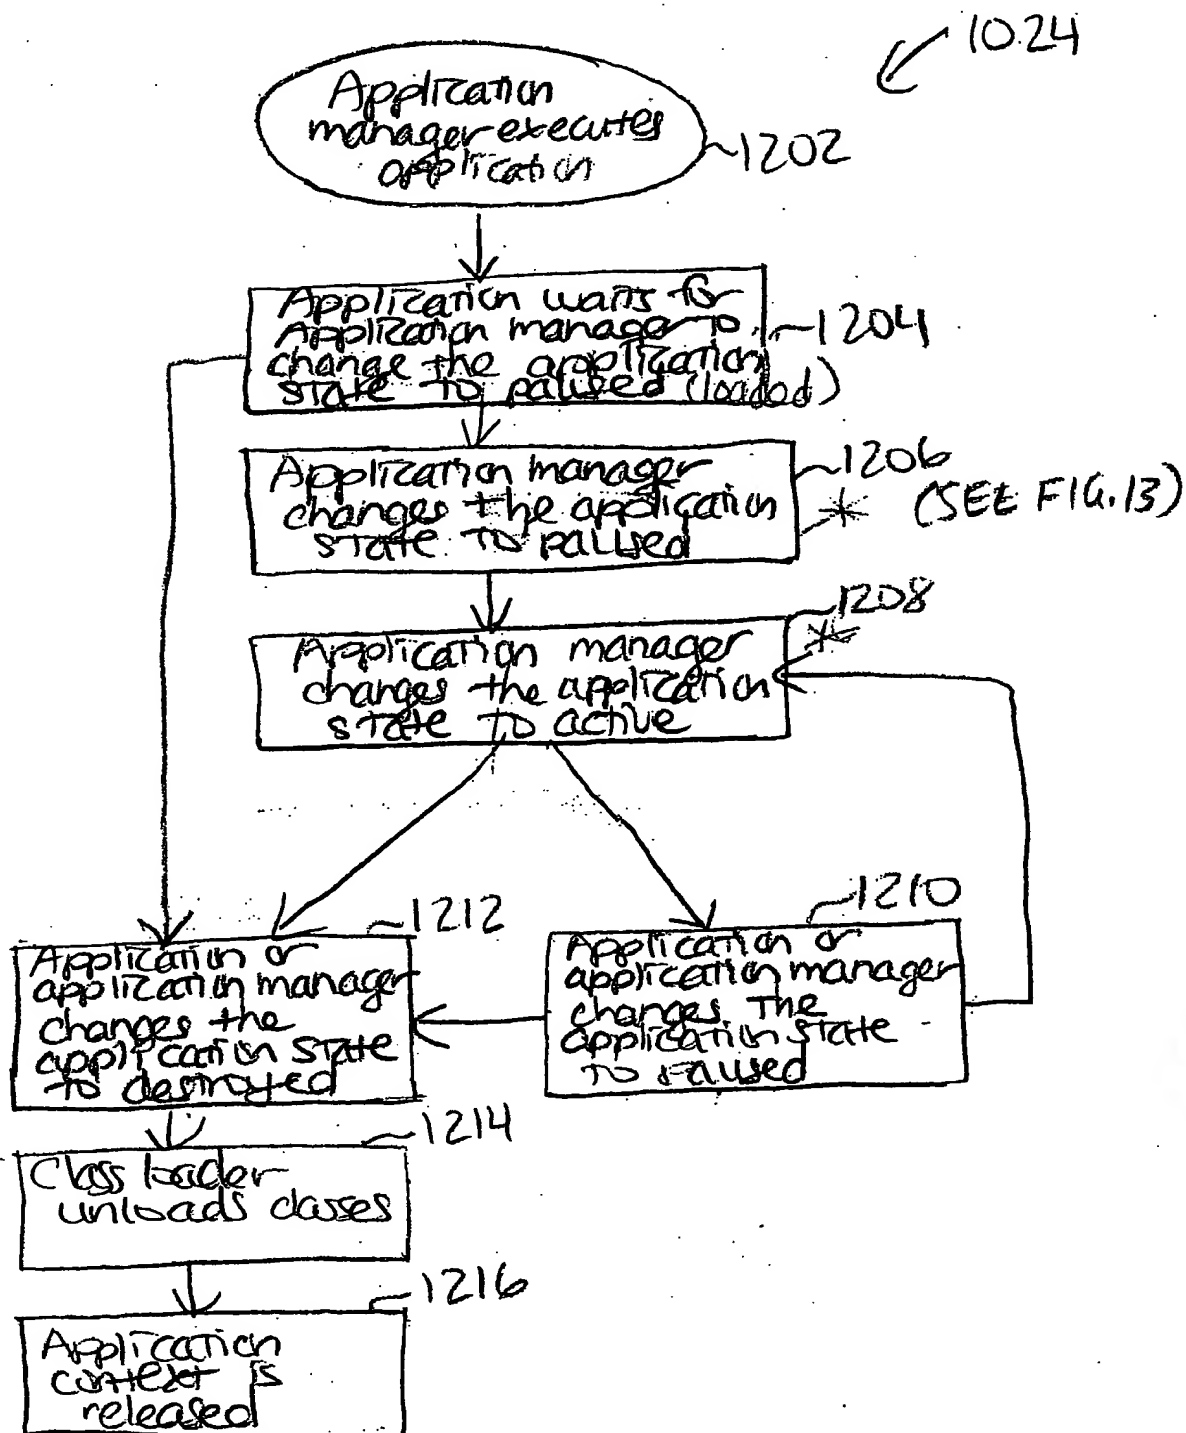 1024
Application
manager executes
application
1202
Application waits for
Application manager to
change the application
state to paused (loaded)
1204
Application manager
changes the application
state to paused
1206
* (SEE FIG. 13)
Application manager
changes the application
state to active
1208
*
1212
Application or
application manager
changes the
application state
to destroyed
1210
Application or
application manager
changes the
application state
to paused
1214
Class loader
unloads classes
1216
Application
context is
released